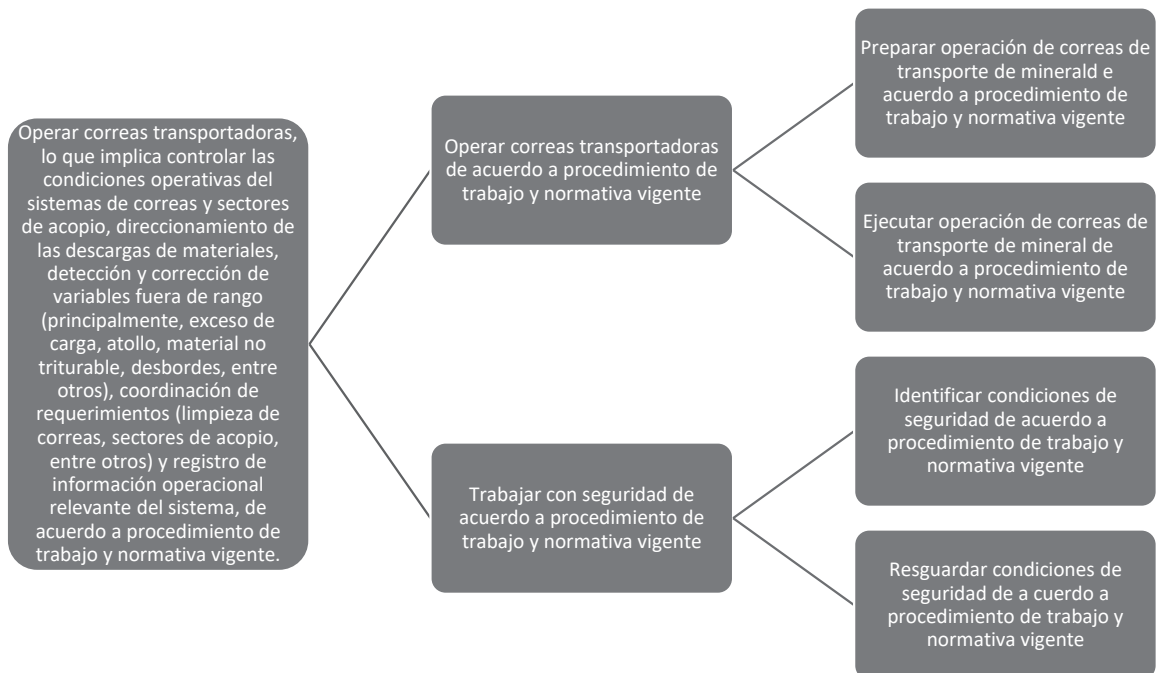 Operar correas transportadoras,
lo que implica controlar las
condiciones operativas del
sistemas de correas y sectores
de acopio, direccionamiento de
las descargas de materiales,
detección y corrección de
variables fuera de rango
(principalmente, exceso de
carga, atollo, material no
triturable, desbordes, entre
otros), coordinación de
requerimientos (limpieza de
correas, sectores de acopio,
entre otros) y registro de
información operacional
relevante del sistema, de
acuerdo a procedimiento de
trabajo y normativa vigente.
Operar correas transportadoras
de acuerdo a procedimiento de
trabajo y normativa vigente
Preparar operación de correas de
transporte de minerald e
acuerdo a procedimiento de
trabajo y normativa vigente
Ejecutar operación de correas de
transporte de mineral de
acuerdo a procedimiento de
trabajo y normativa vigente
Trabajar con seguridad de
acuerdo a procedimiento de
trabajo y normativa vigente
Identificar condiciones de
seguridad de acuerdo a
procedimiento de trabajo y
normativa vigente
Resguardar condiciones de
seguridad de a cuerdo a
procedimiento de trabajo y
normativa vigente